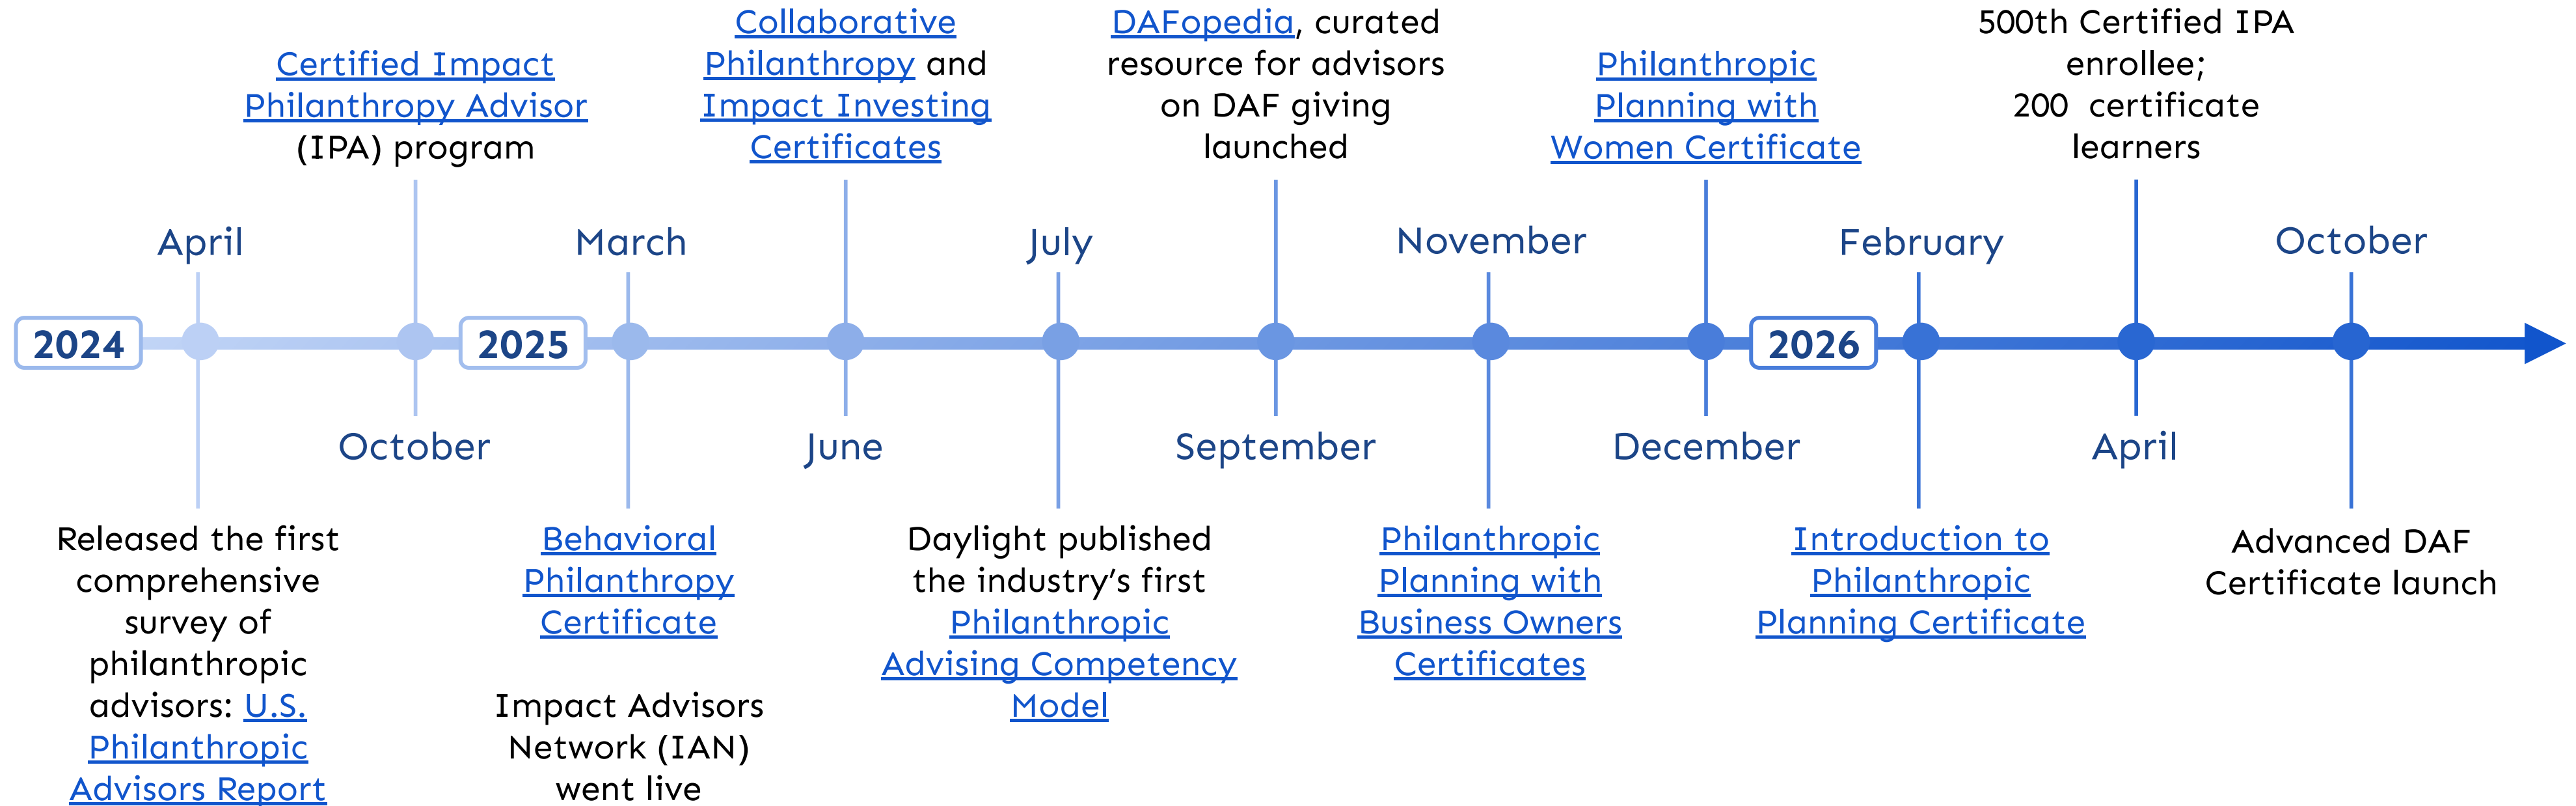 Certified Impact
Philanthropy Advisor
(IPA) program
Collaborative
Philanthropy and
Impact Investing
Certificates
DAFopedia, curated
resource for advisors
on DAF giving
launched
Philanthropic
Planning with
Women Certificate
500th Certified IPA
enrollee;
200 certificate
learners
April
March
July
November
February
October
2024
2025
2026
October
June
September
December
April
Released the first
comprehensive
survey of
philanthropic
advisors: U.S.
Philanthropic
Advisors Report
Behavioral
Philanthropy
Certificate
Impact Advisors
Network (IAN)
went live
Daylight published
the industry’s first
Philanthropic
Advising Competency
Model
Philanthropic
Planning with
Business Owners
Certificates
Introduction to
Philanthropic
Planning Certificate
Advanced DAF
Certificate launch